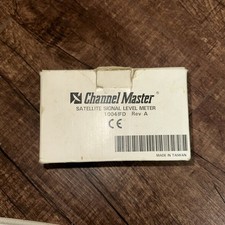 Channel Master®
SATELLITE SIGNAL LEVEL METER
1004IFD Rev A
CE
MADE IN TAIWAN